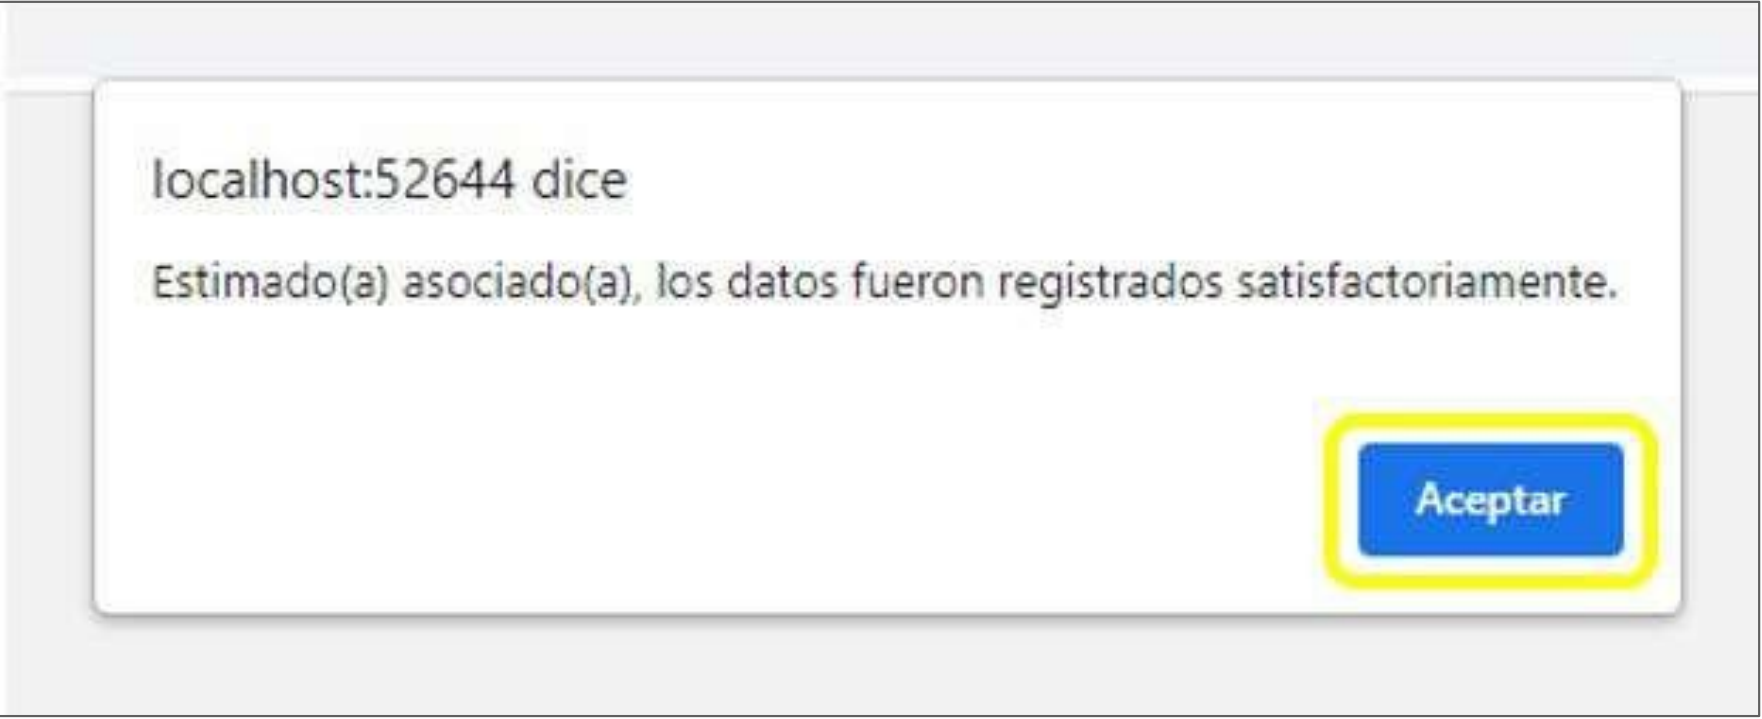 localhost:52644 dice
Estimado(a) asociado(a), los datos fueron registrados satisfactoriamente.
Aceptar